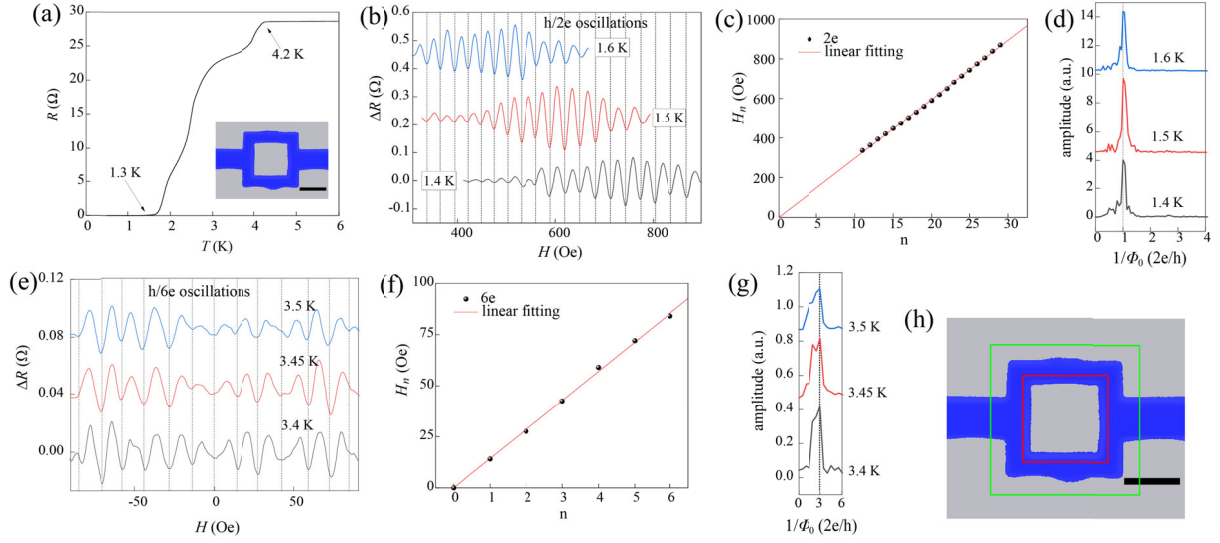 (a)
R (Ω)
30
25
20
15
10
5
0
4.2 K
1.3 K
0 1 2 3 4 5 6
T (K)
(b)
ΔR (Ω)
0.6
0.5
0.4
0.3
0.2
0.1
0.0
-0.1
h/2e oscillations
1.6 K
1.5 K
1.4 K
400 600 800
H (Oe)
(c)
H_n (Oe)
1000
800
600
400
200
0
2e
linear fitting
0 5 10 15 20 25 30
n
(d)
amplitude (a.u.)
14
12
10
8
6
4
2
0
1.6 K
1.5 K
1.4 K
0 1 2 3 4
1/Φ₀ (2e/h)
(e)
ΔR (Ω)
0.12
0.08
0.04
0.00
h/6e oscillations
3.5 K
3.45 K
3.4 K
-50 0 50
H (Oe)
(f)
H_n (Oe)
100
75
50
25
0
6e
linear fitting
0 1 2 3 4 5 6
n
(g)
amplitude (a.u.)
1.2
1.0
0.8
0.6
0.4
0.2
0.0
3.5 K
3.45 K
3.4 K
0 3 6
1/Φ₀ (2e/h)
(h)